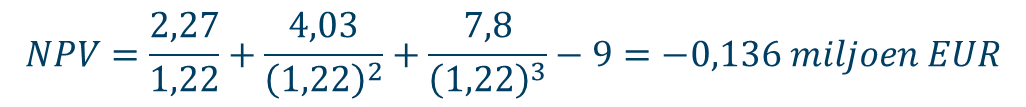 NPV = 2,27/1,22 + 4,03/(1,22)² + 7,8/(1,22)³ − 9 = −0,136 miljoen EUR